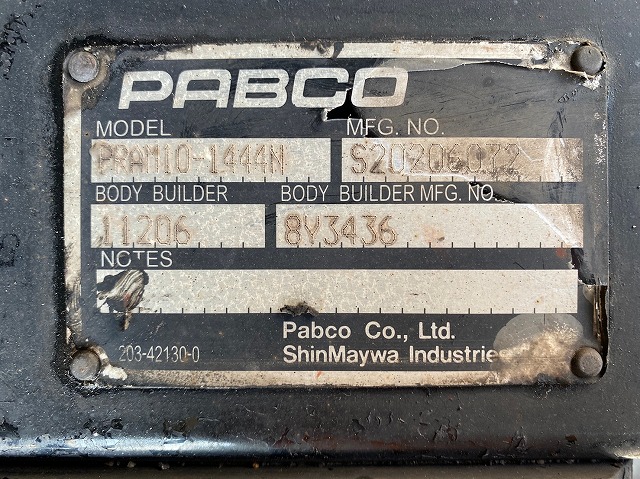 PABCO
MODEL MFG. NO.
PRAM10-1444N S20206072
BODY BUILDER BODY BUILDER MFG. NO.
11206 8Y3436
NOTES
Pabco Co., Ltd.
203-42130-0 ShinMaywa Industrie